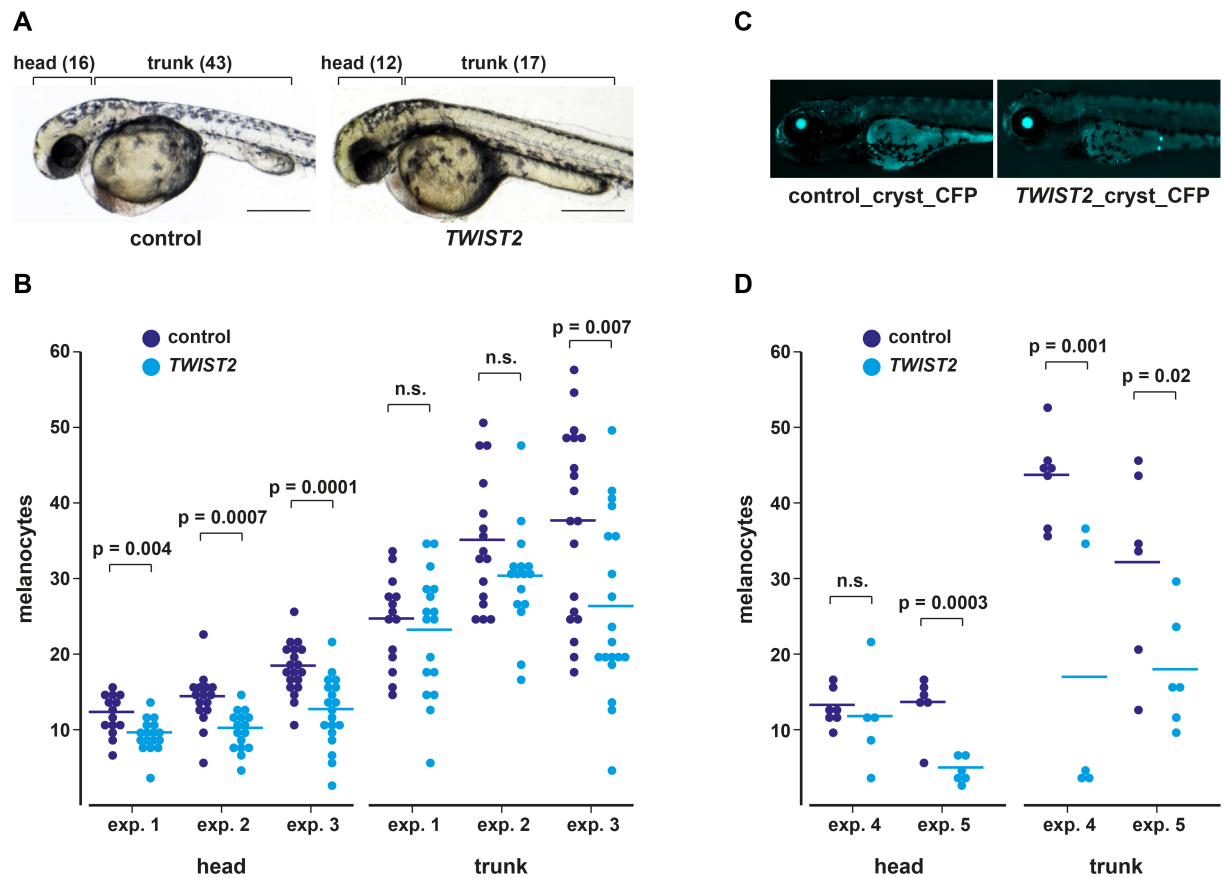 A
head (16) trunk (43)
head (12) trunk (17)
control
TWIST2
C
control_cryst_CFP
TWIST2_cryst_CFP
B
control
TWIST2
melanocytes
60
50
40
30
20
10
p = 0.004
p = 0.0007
p = 0.0001
n.s.
n.s.
p = 0.007
exp. 1 exp. 2 exp. 3 exp. 1 exp. 2 exp. 3
head trunk
D
control
TWIST2
melanocytes
60
50
40
30
20
10
n.s.
p = 0.0003
p = 0.001
p = 0.02
exp. 4 exp. 5 exp. 4 exp. 5
head trunk